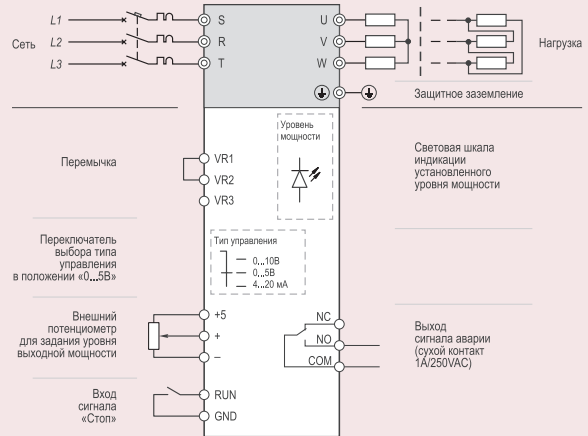 L1
S
U
Сеть
L2
R
V
Нагрузка
L3
T
W
Защитное заземление
Уровень
мощности
Перемычка
VR1
VR2
VR3
Световая шкала
индикации
установленного
уровня мощности
Переключатель
выбора типа
управления
в положении «0...5В»
Тип управления
0...10В
0...5В
4...20 мА
Внешний
потенциометр
для задания уровня
выходной мощности
+5
+
–
NC
NO
COM
Выход
сигнала аварии
(сухой контакт
1A/250VAC)
Вход
сигнала
«Стоп»
RUN
GND